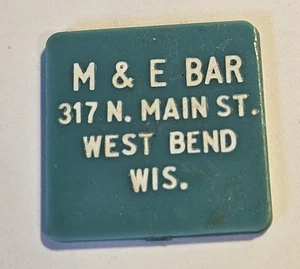 M & E BAR
317 N. MAIN ST.
WEST BEND
WIS.